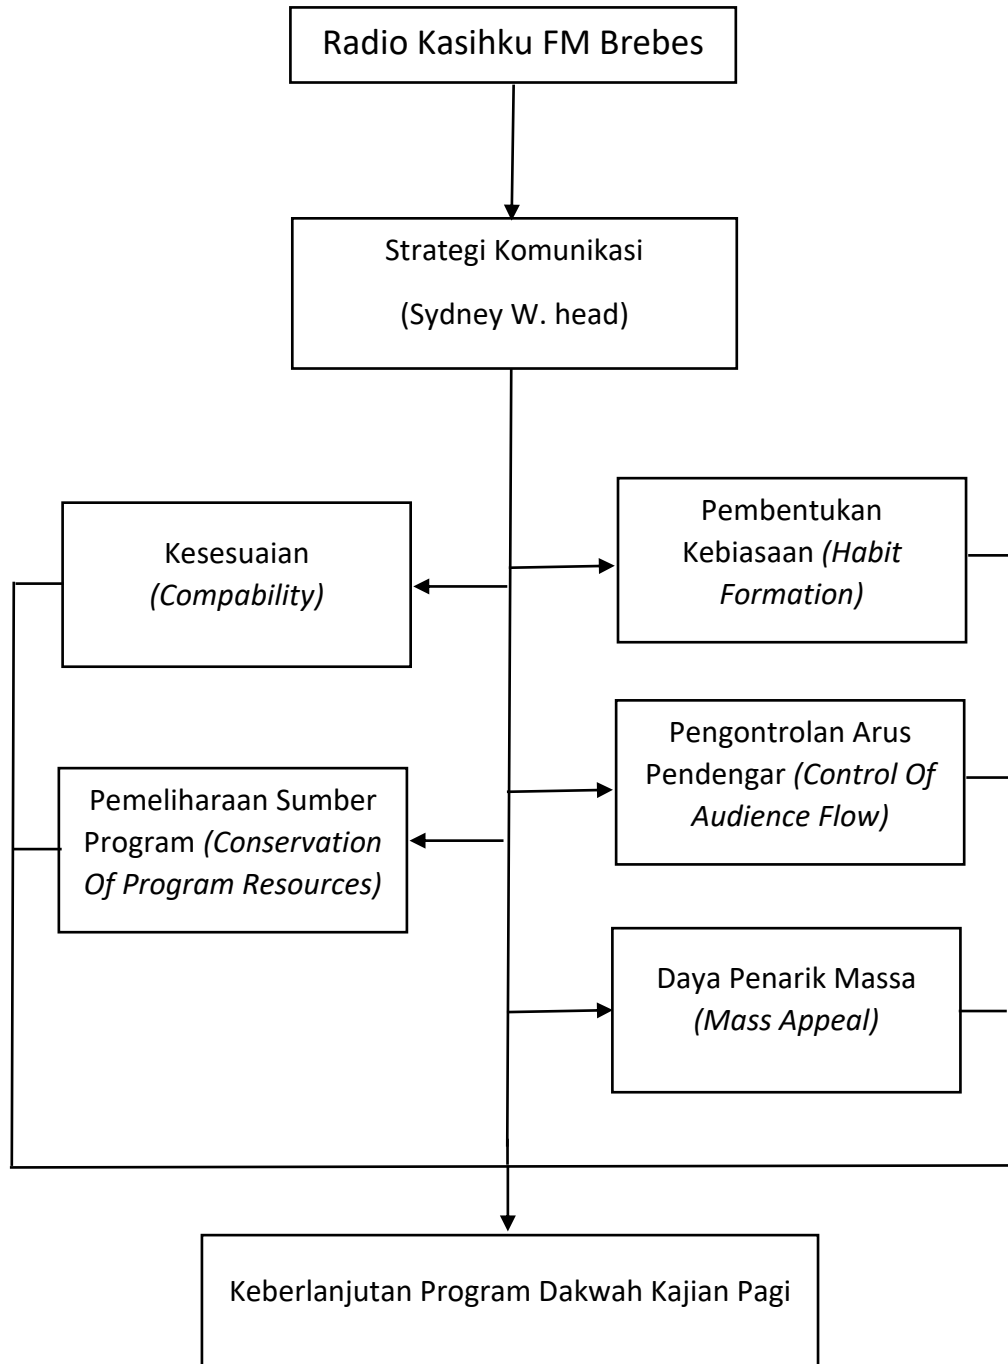 Radio Kasihku FM Brebes
Strategi Komunikasi
(Sydney W. head)
Kesesuaian
(Compability)
Pembentukan
Kebiasaan (Habit
Formation)
Pemeliharaan Sumber
Program (Conservation
Of Program Resources)
Pengontrolan Arus
Pendengar (Control Of
Audience Flow)
Daya Penarik Massa
(Mass Appeal)
Keberlanjutan Program Dakwah Kajian Pagi